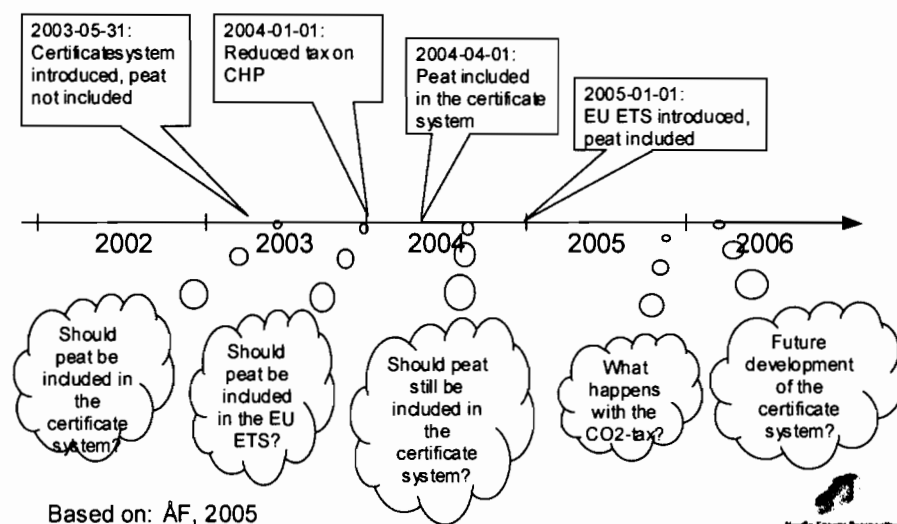 2003-05-31:
Certificatesystem
introduced, peat
not included
2004-01-01:
Reduced tax on
CHP
2004-04-01:
Peat included
in the certificate
system
2005-01-01:
EU ETS introduced,
peat included
2002
2003
2004
2005
2006
Should
peat be
included in
the
certificate
system?
Should
peat be
included
in the EU
ETS?
Should peat
still be
included in
the
certificate
system?
What
happens
with the
CO2-tax?
Future
development
of the
certificate
system?
Based on: ÅF, 2005